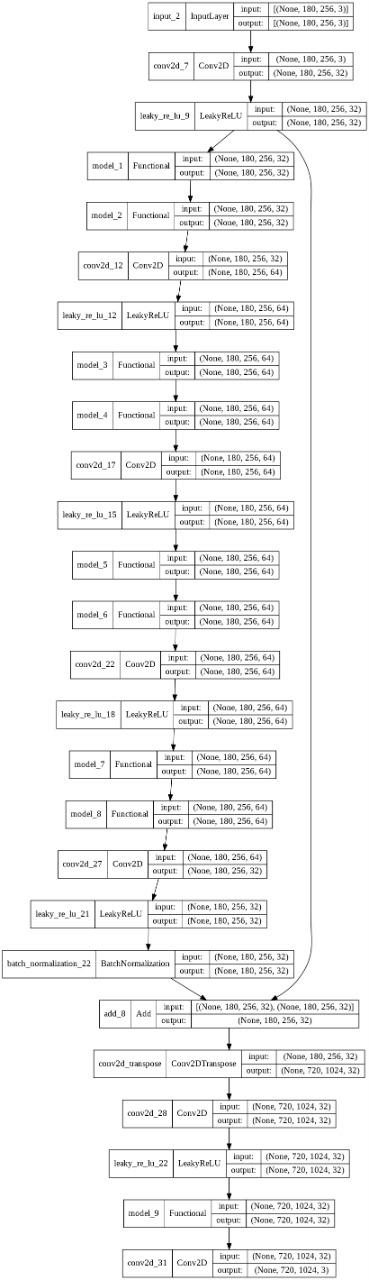 input_2 InputLayer input: [(None, 180, 256, 3)]
output: [(None, 180, 256, 3)]
conv2d_7 Conv2D input: (None, 180, 256, 3)
output: (None, 180, 256, 32)
leaky_re_lu_9 LeakyReLU input: (None, 180, 256, 32)
output: (None, 180, 256, 32)
model_1 Functional input: (None, 180, 256, 32)
output: (None, 180, 256, 32)
model_2 Functional input: (None, 180, 256, 32)
output: (None, 180, 256, 32)
conv2d_12 Conv2D input: (None, 180, 256, 32)
output: (None, 180, 256, 64)
leaky_re_lu_12 LeakyReLU input: (None, 180, 256, 64)
output: (None, 180, 256, 64)
model_3 Functional input: (None, 180, 256, 64)
output: (None, 180, 256, 64)
model_4 Functional input: (None, 180, 256, 64)
output: (None, 180, 256, 64)
conv2d_17 Conv2D input: (None, 180, 256, 64)
output: (None, 180, 256, 64)
leaky_re_lu_15 LeakyReLU input: (None, 180, 256, 64)
output: (None, 180, 256, 64)
model_5 Functional input: (None, 180, 256, 64)
output: (None, 180, 256, 64)
model_6 Functional input: (None, 180, 256, 64)
output: (None, 180, 256, 64)
conv2d_22 Conv2D input: (None, 180, 256, 64)
output: (None, 180, 256, 64)
leaky_re_lu_18 LeakyReLU input: (None, 180, 256, 64)
output: (None, 180, 256, 64)
model_7 Functional input: (None, 180, 256, 64)
output: (None, 180, 256, 64)
model_8 Functional input: (None, 180, 256, 64)
output: (None, 180, 256, 64)
conv2d_27 Conv2D input: (None, 180, 256, 64)
output: (None, 180, 256, 32)
leaky_re_lu_21 LeakyReLU input: (None, 180, 256, 32)
output: (None, 180, 256, 32)
batch_normalization_22 BatchNormalization input: (None, 180, 256, 32)
output: (None, 180, 256, 32)
add_8 Add input: [(None, 180, 256, 32), (None, 180, 256, 32)]
output: (None, 180, 256, 32)
conv2d_transpose Conv2DTranspose input: (None, 180, 256, 32)
output: (None, 720, 1024, 32)
conv2d_28 Conv2D input: (None, 720, 1024, 32)
output: (None, 720, 1024, 32)
leaky_re_lu_22 LeakyReLU input: (None, 720, 1024, 32)
output: (None, 720, 1024, 32)
model_9 Functional input: (None, 720, 1024, 32)
output: (None, 720, 1024, 32)
conv2d_31 Conv2D input: (None, 720, 1024, 32)
output: (None, 720, 1024, 3)